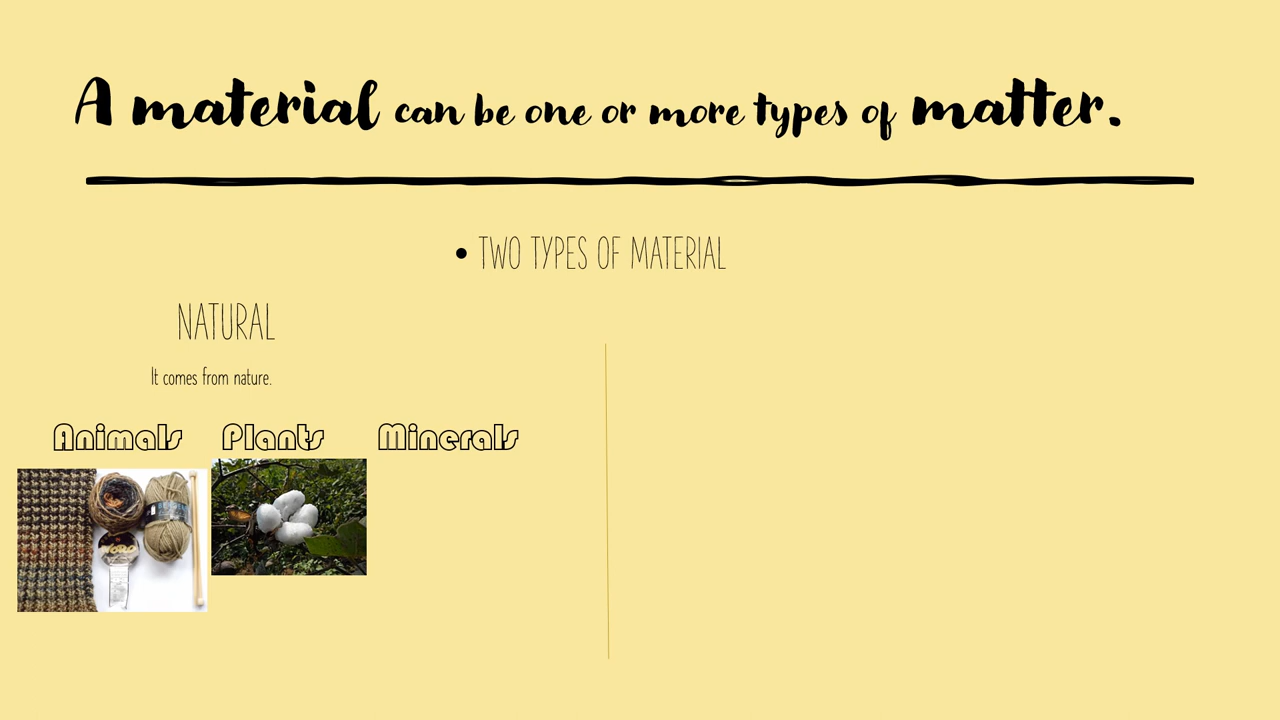 A material can be one or more types of matter.
• TWO TYPES OF MATERIAL
NATURAL
It comes from nature.
Animals Plants Minerals
NORO